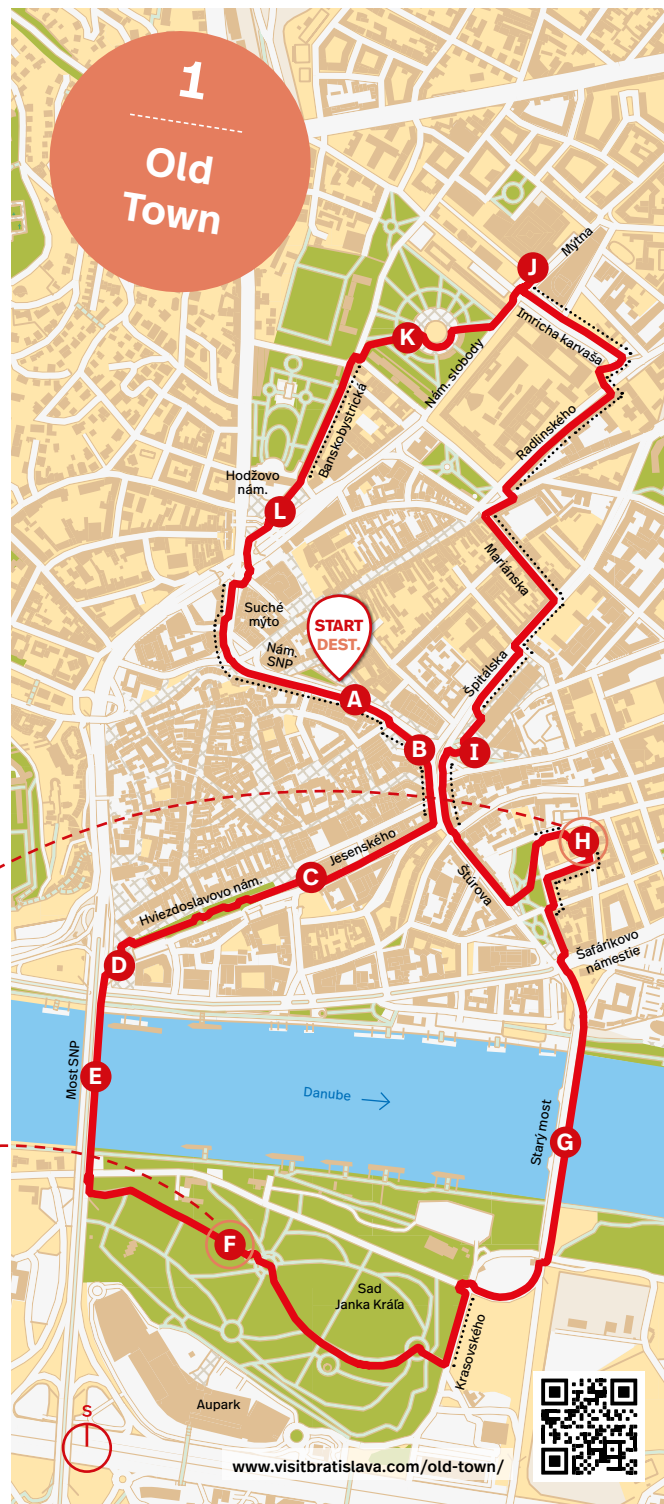 1
Old
Town
J
Mýtna
Imricha karvaša
K
Nám. slobody
Banskobystrická
Radlinského
Hodžovo
nám.
L
Mariánska
Suché
mýto
START
DEST.
Nám.
SNP
Špitálska
A
B
I
Jesenského
H
C
Štúrova
Hviezdoslavovo nám.
Šafárikovo
námestie
D
Most SNP
E
Danube
Starý most
G
F
Sad
Janka Kráľa
Krasovského
Aupark
S
www.visitbratislava.com/old-town/